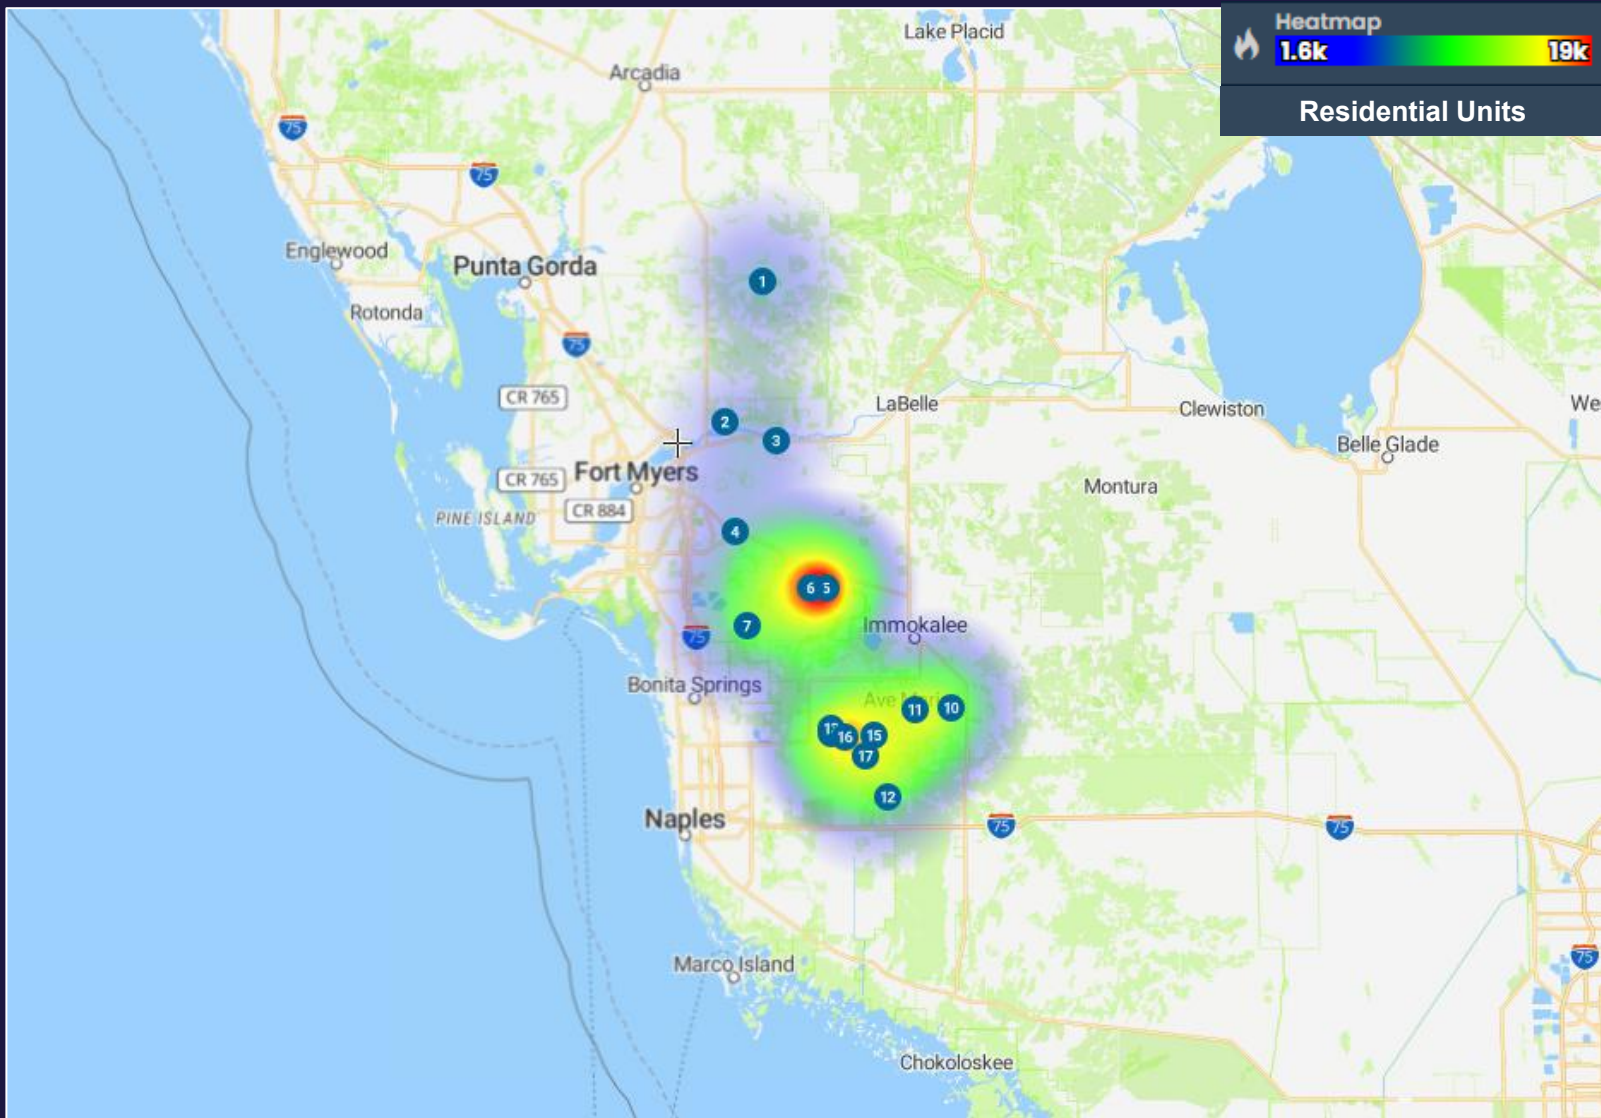 Heatmap
1.6k 19k
Residential Units
Lake Placid
Arcadia
75
75
Englewood
Punta Gorda
1
Rotonda
75
CR 765
LaBelle
Clewiston
We
2
3
Belle Glade
Fort Myers
CR 765
Montura
CR 884
PINE ISLAND
4
6 5
7
Immokalee
75
Bonita Springs
Ave
11
10
16
15
17
12
Naples
75
75
75
Marco Island
Chokoloskee